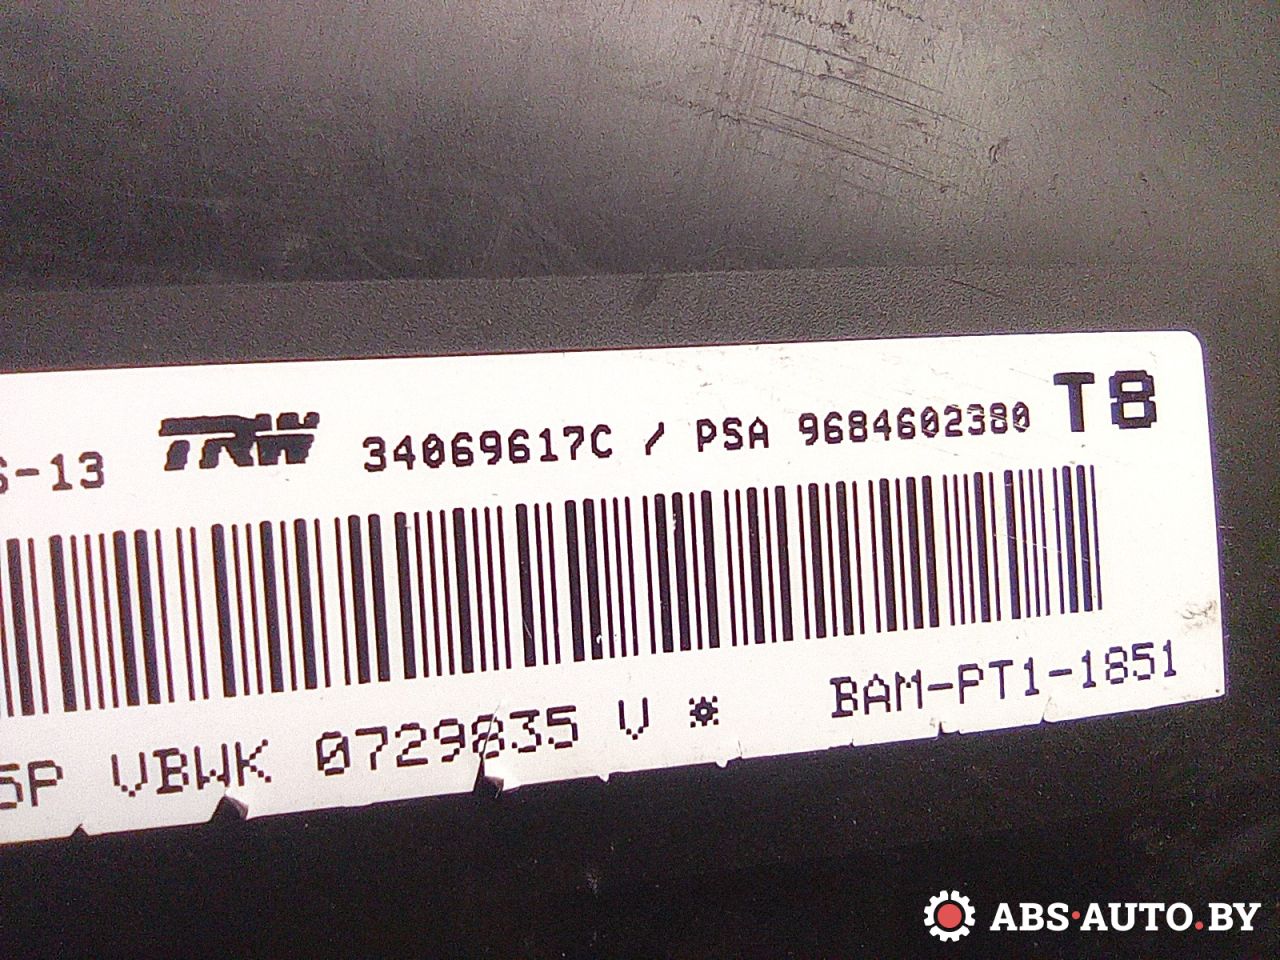 -13 TRW 34069617C / PSA 9684602380 T8
5P VBWK 0729835 V * BAM-PT1-1851
ABS·AUTO.BY